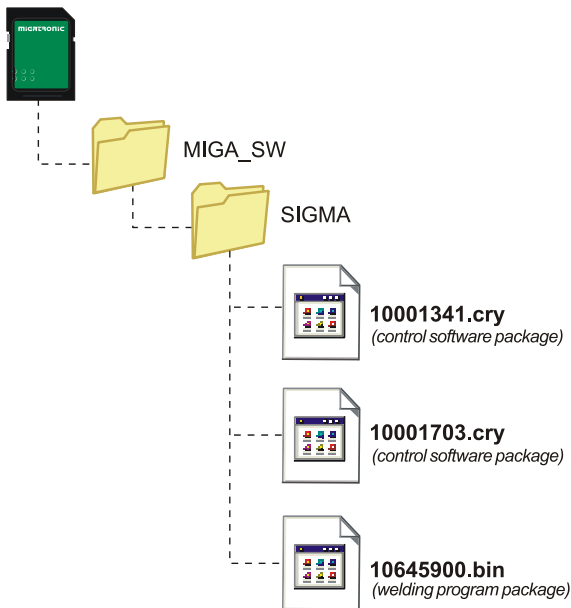 migatronic
MIGA_SW
SIGMA
10001341.cry
(control software package)
10001703.cry
(control software package)
10645900.bin
(welding program package)